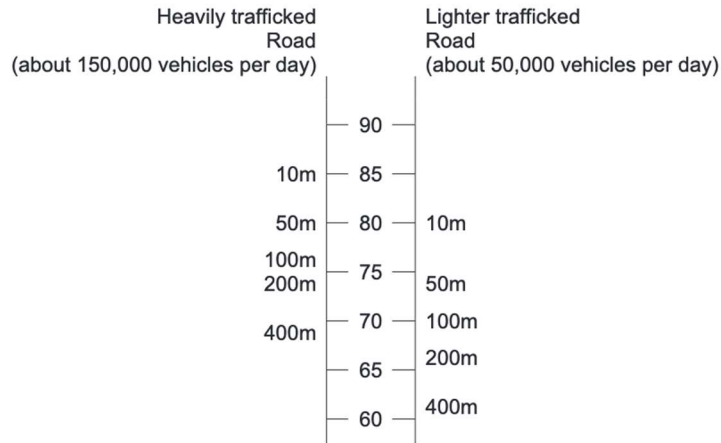 Heavily trafficked
Road
(about 150,000 vehicles per day)
Lighter trafficked
Road
(about 50,000 vehicles per day)
90
10m 85
50m 80 10m
100m
75
200m 50m
70 100m
400m
200m
65
400m
60